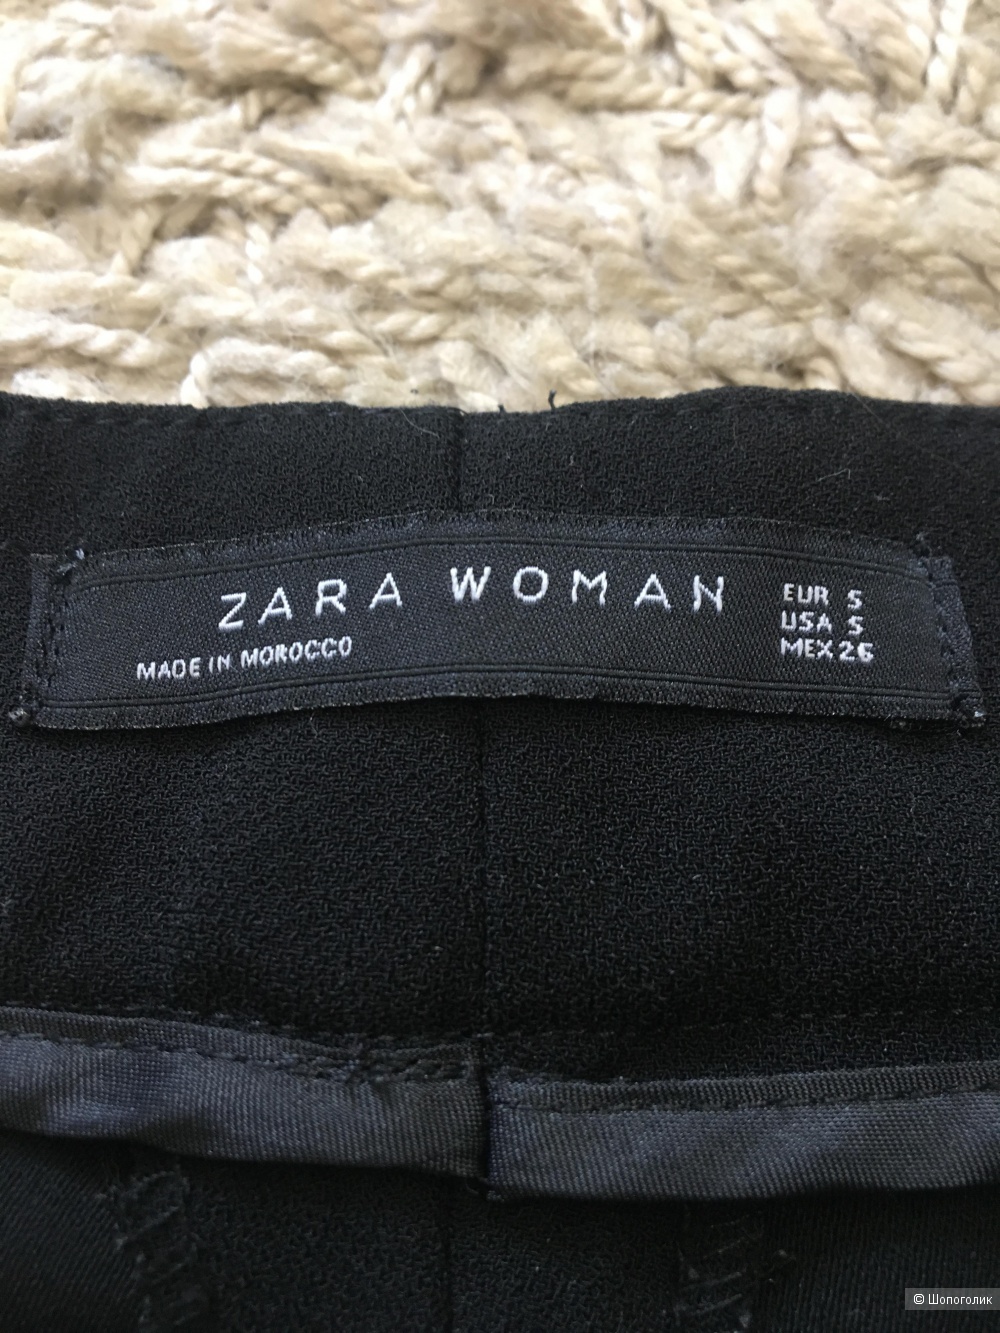 ZARA WOMAN
MADE IN MOROCCO
EUR S
USA S
MEX 26
© Шопоголик